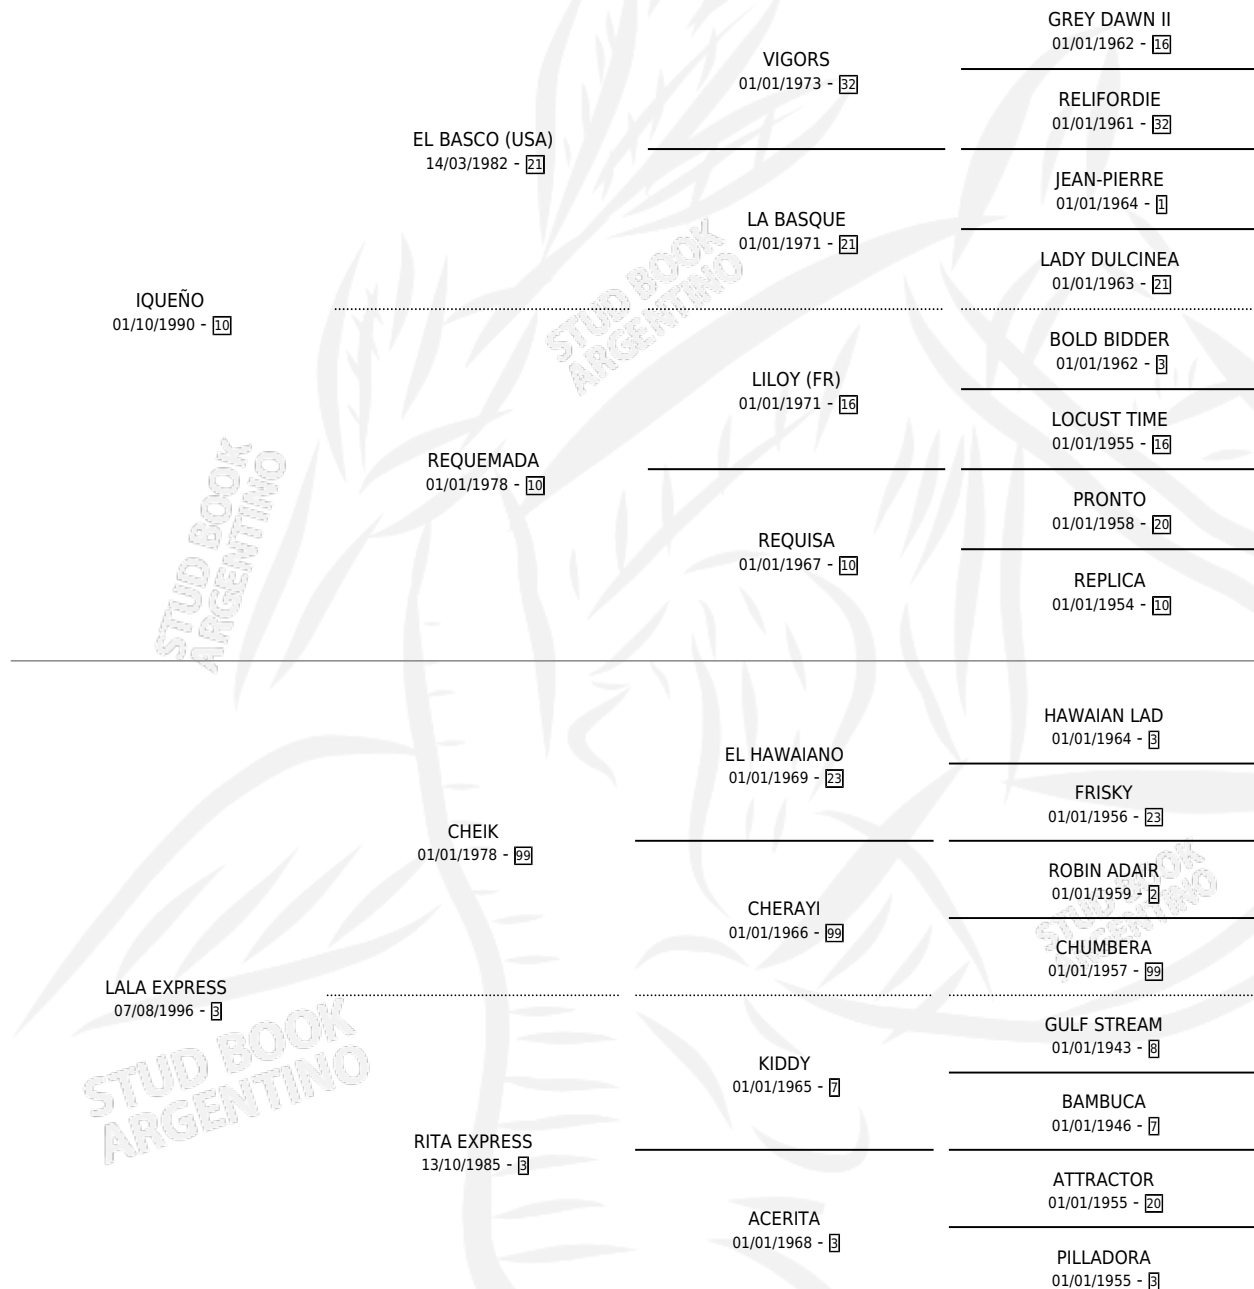 GREY DAWN II
01/01/1962 - 16
VIGORS
01/01/1973 - 32
RELIFORDIE
01/01/1961 - 32
EL BASCO (USA)
14/03/1982 - 21
JEAN-PIERRE
01/01/1964 - 1
LA BASQUE
01/01/1971 - 21
LADY DULCINEA
01/01/1963 - 21
IQUEÑO
01/10/1990 - 10
BOLD BIDDER
01/01/1962 - 3
LILOY (FR)
01/01/1971 - 16
LOCUST TIME
01/01/1955 - 16
REQUEMADA
01/01/1978 - 10
PRONTO
01/01/1958 - 20
REQUISA
01/01/1967 - 10
REPLICA
01/01/1954 - 10
HAWAIAN LAD
01/01/1964 - 3
EL HAWAIANO
01/01/1969 - 23
FRISKY
01/01/1956 - 23
CHEIK
01/01/1978 - 99
ROBIN ADAIR
01/01/1959 - 2
CHERAYI
01/01/1966 - 99
CHUMBERA
01/01/1957 - 99
LALA EXPRESS
07/08/1996 - 3
GULF STREAM
01/01/1943 - 8
KIDDY
01/01/1965 - 7
BAMBUCA
01/01/1946 - 7
RITA EXPRESS
13/10/1985 - 3
ATTRACTOR
01/01/1955 - 20
ACERITA
01/01/1968 - 3
PILLADORA
01/01/1955 - 3
STUD BOOK
ARGENTINO
STUD BOOK
ARGENTINO
STUD BOOK
ARGENTINO
STUD BOOK
ARGENTINO